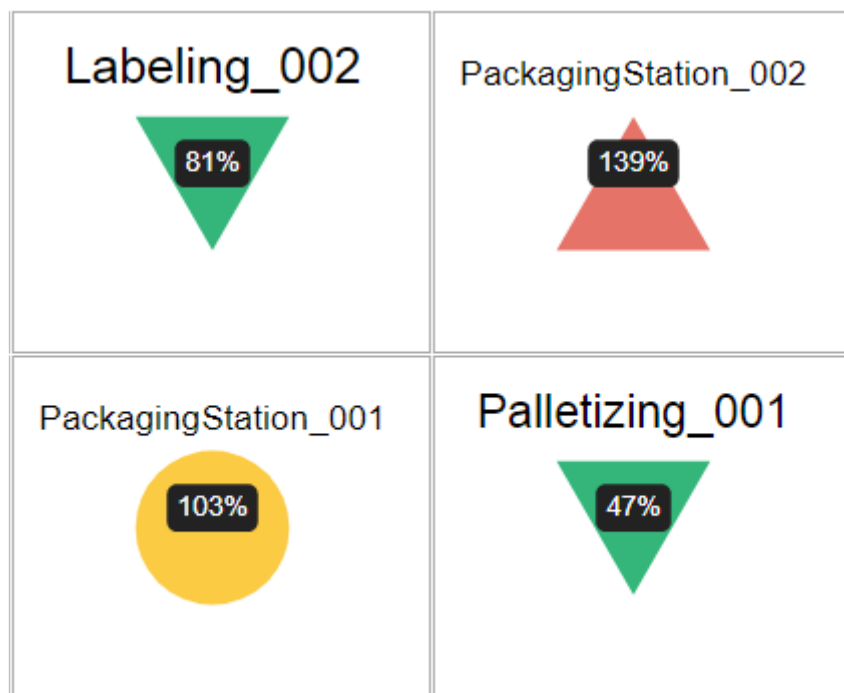 Labeling_002
81%
PackagingStation_002
139%
PackagingStation_001
103%
Palletizing_001
47%